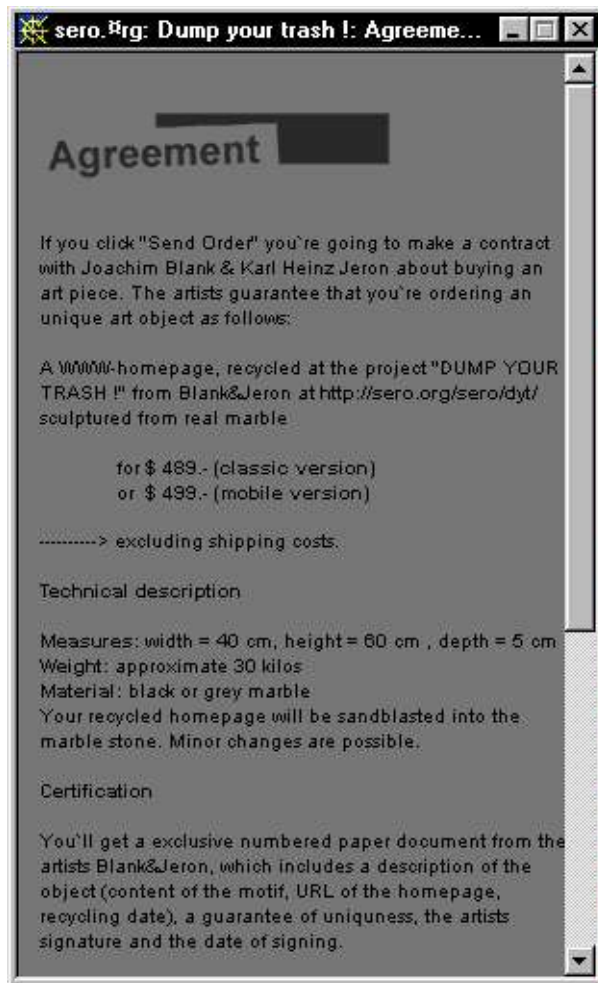 sero.¤rg: Dump your trash !: Agreeme...
Agreement
If you click "Send Order" you`re going to make a contract
with Joachim Blank & Karl Heinz Jeron about buying an
art piece. The artists guarantee that you`re ordering an
unique art object as follows:
A WWW-homepage, recycled at the project "DUMP YOUR
TRASH !" from Blank&Jeron at http://sero.org/sero/dyt/
sculptured from real marble
for $ 489.- (classic version)
or $ 499.- (mobile version)
----------> excluding shipping costs.
Technical description
Measures: width = 40 cm, height = 60 cm , depth = 5 cm
Weight: approximate 30 kilos
Material: black or grey marble
Your recycled homepage will be sandblasted into the
marble stone. Minor changes are possible.
Certification
You`ll get a exclusive numbered paper document from the
artists Blank&Jeron, which includes a description of the
object (content of the motif, URL of the homepage,
recycling date), a guarantee of uniquness, the artists
signature and the date of signing.